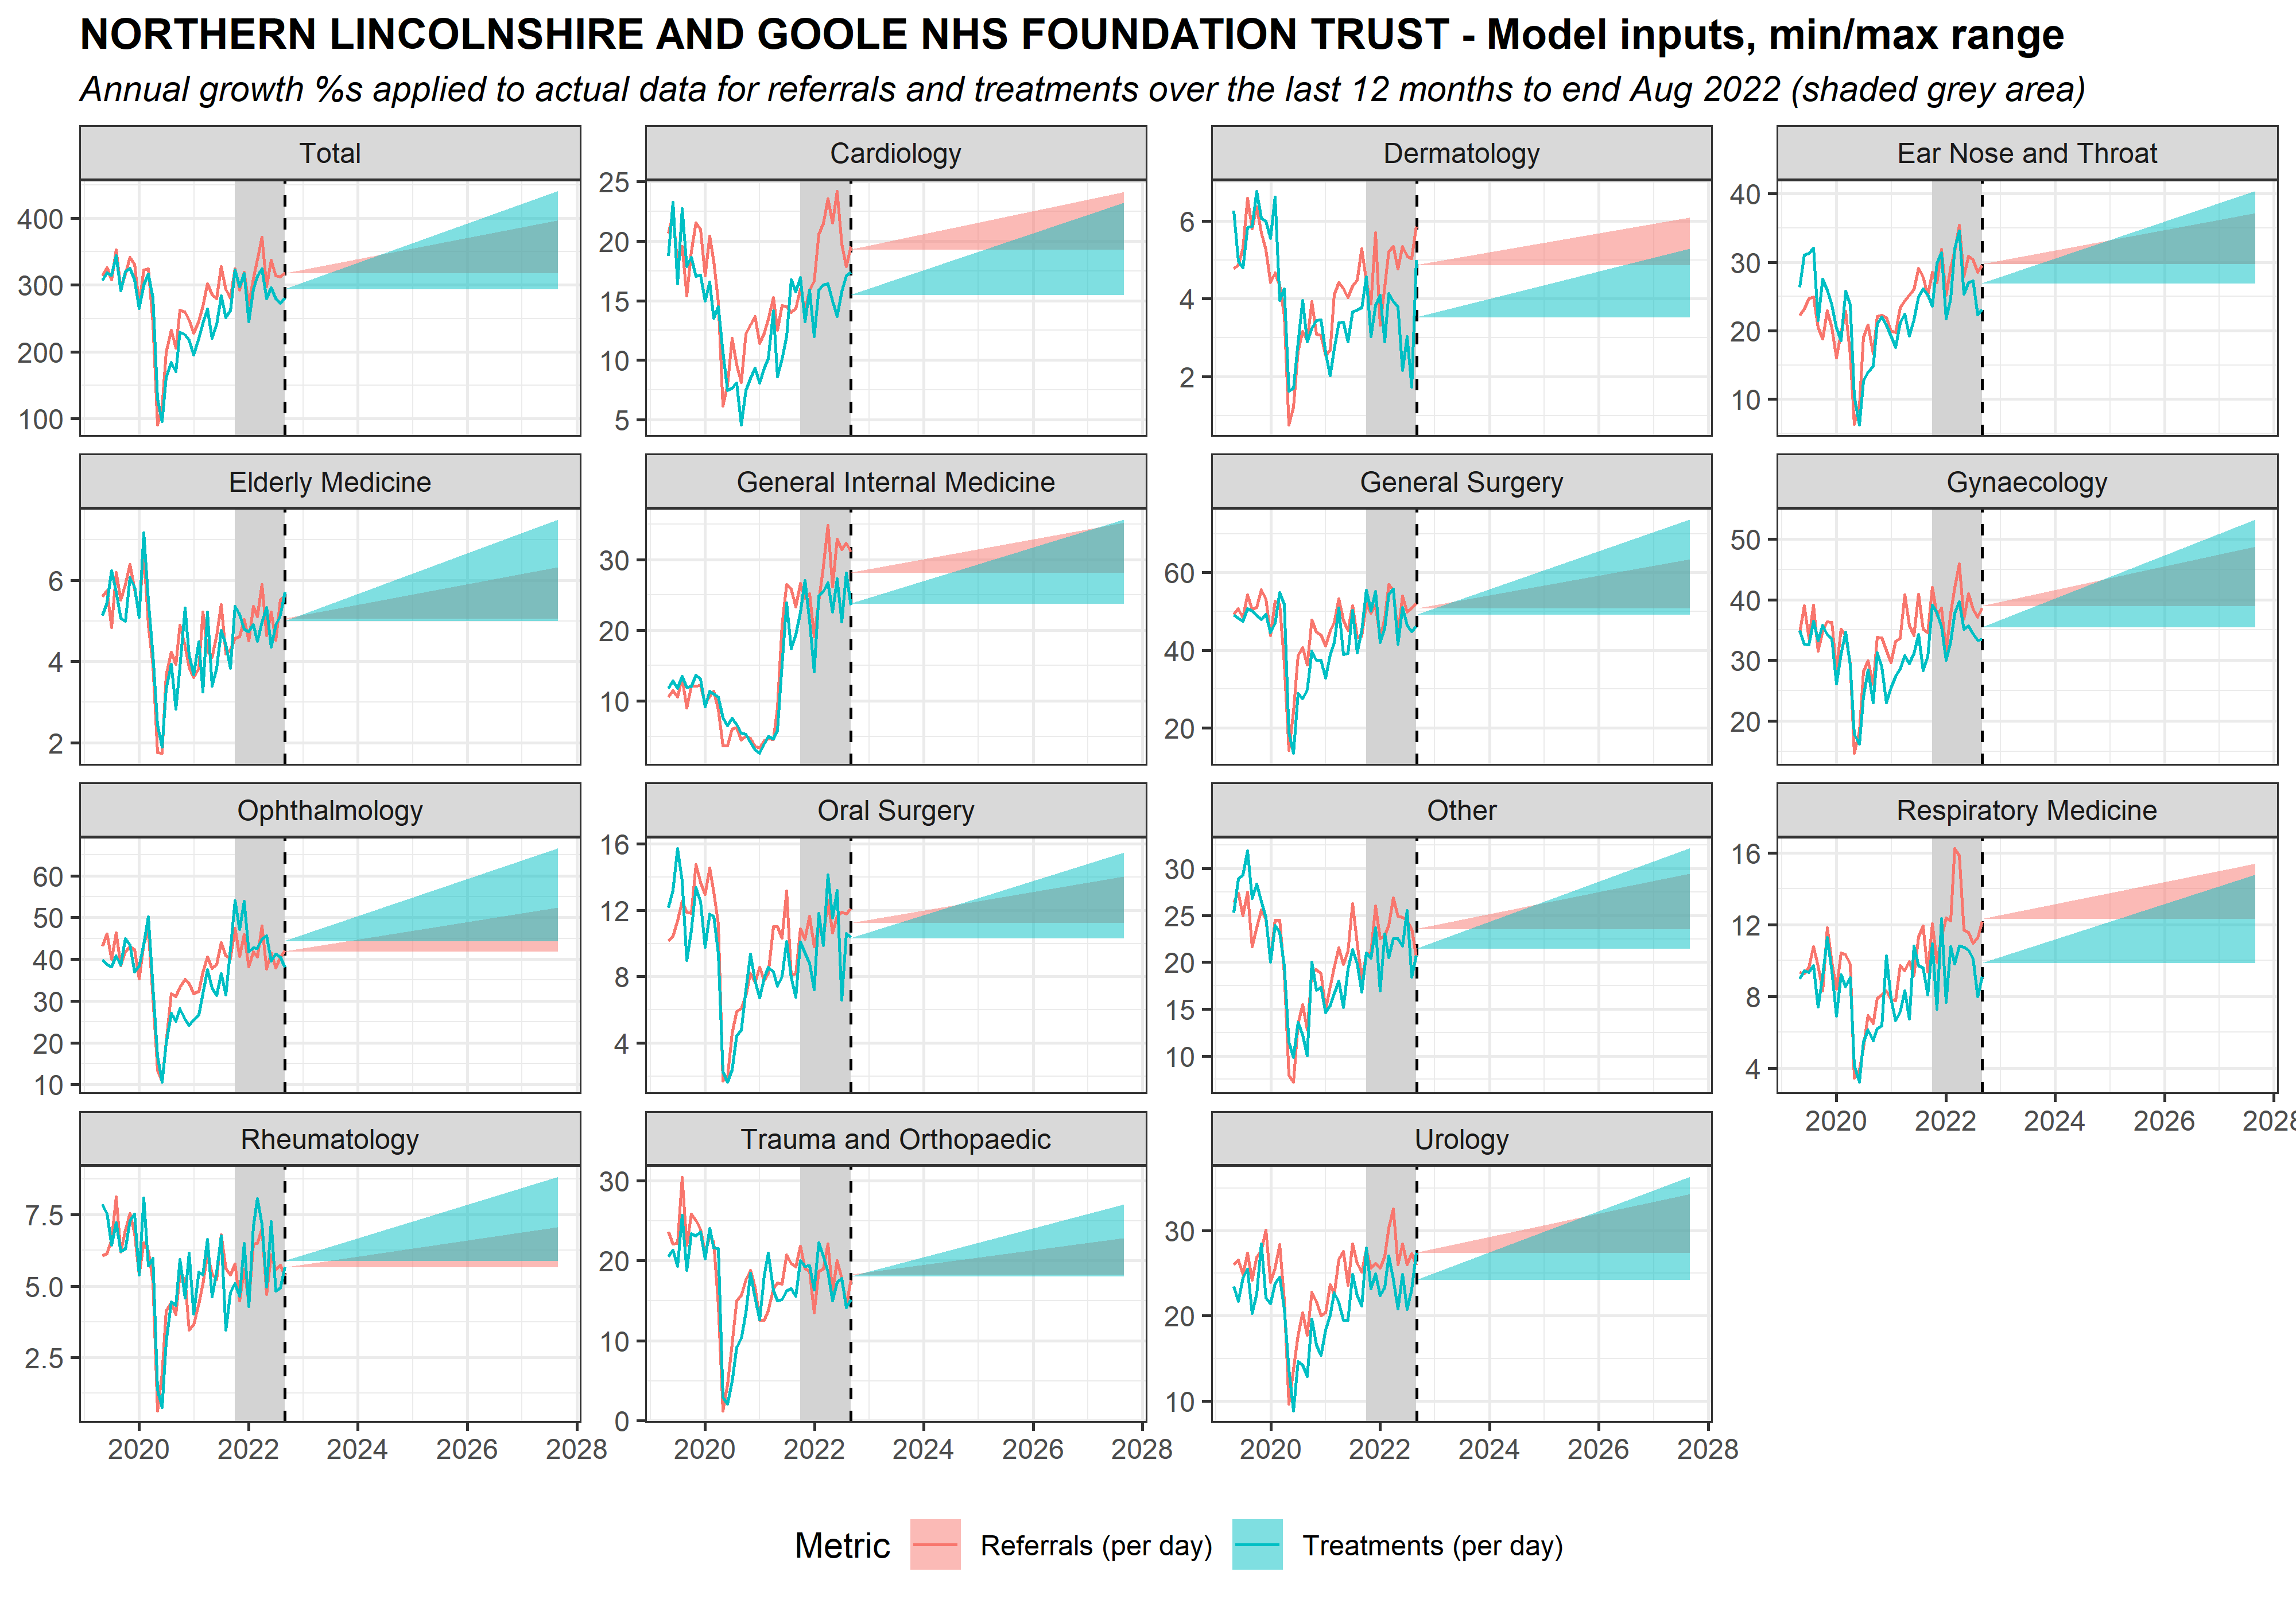 NORTHERN LINCOLNSHIRE AND GOOLE NHS FOUNDATION TRUST - Model inputs, min/max range
Annual growth %s applied to actual data for referrals and treatments over the last 12 months to end Aug 2022 (shaded grey area)
Total
400
300
200
100
Cardiology
25
20
15
10
5
Dermatology
6
4
2
Ear Nose and Throat
40
30
20
10
Elderly Medicine
6
4
2
General Internal Medicine
30
20
10
General Surgery
60
40
20
Gynaecology
50
40
30
20
Ophthalmology
60
50
40
30
20
10
Oral Surgery
16
12
8
4
Other
30
25
20
15
10
Respiratory Medicine
16
12
8
4
2020 2022 2024 2026 2028
Rheumatology
7.5
5.0
2.5
2020 2022 2024 2026 2028
Trauma and Orthopaedic
30
20
10
0
2020 2022 2024 2026 2028
Urology
30
20
10
2020 2022 2024 2026 2028
Metric Referrals (per day) Treatments (per day)